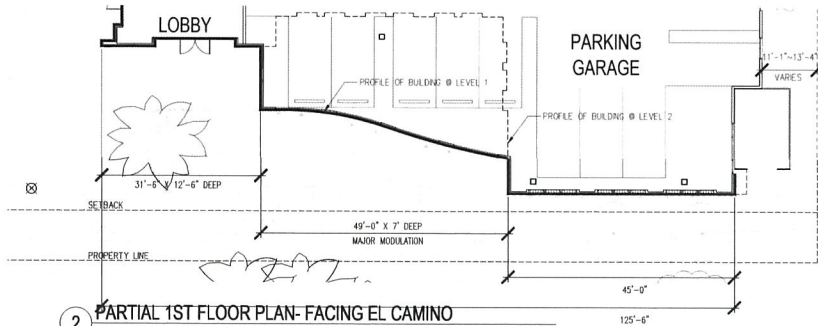 LOBBY
PARKING
GARAGE
11'-1"~13'-4"
VARIES
PROFILE OF BUILDING @ LEVEL 1
PROFILE OF BUILDING @ LEVEL 2
31'-6" X 12'-6" DEEP
SETBACK
49'-0" X 7' DEEP
MAJOR MODULATION
PROPERTY LINE
45'-0"
2 PARTIAL 1ST FLOOR PLAN- FACING EL CAMINO
125'-6"